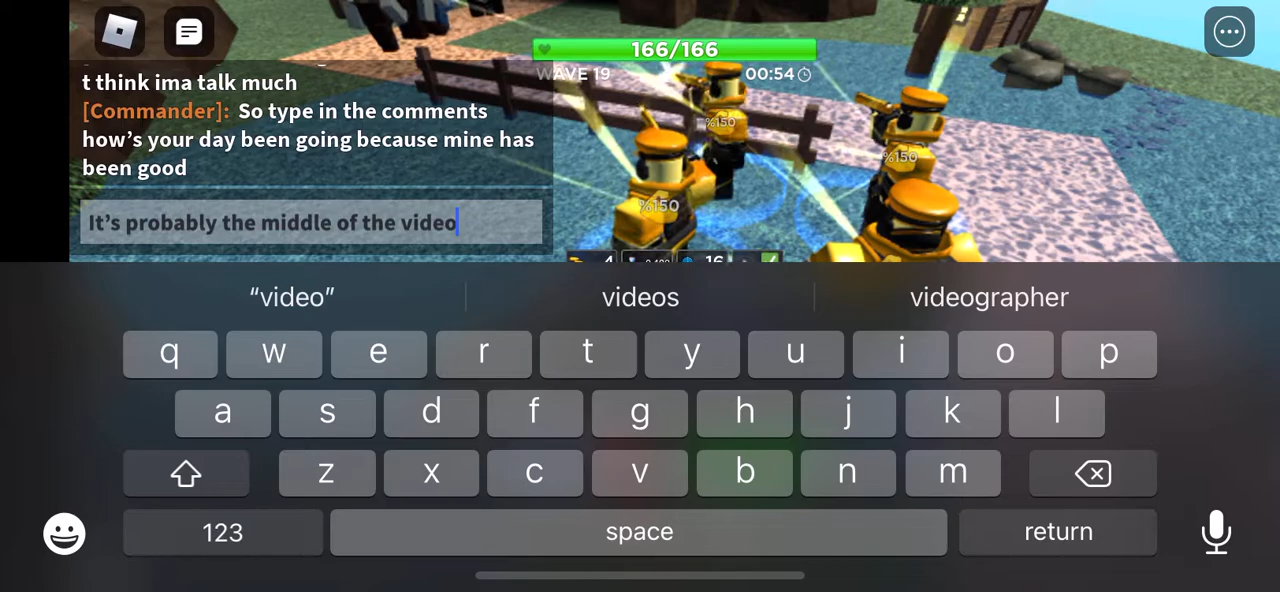 t think ima talk much
[Commander]: So type in the comments
how's your day been going because mine has
been good
It's probably the middle of the video
166/166
WAVE 19
00:54
%150
%150
%150
4
16
“video”
videos
videographer
q w e r t y u i o p
a s d f g h j k l
z x c v b n m
123
space
return